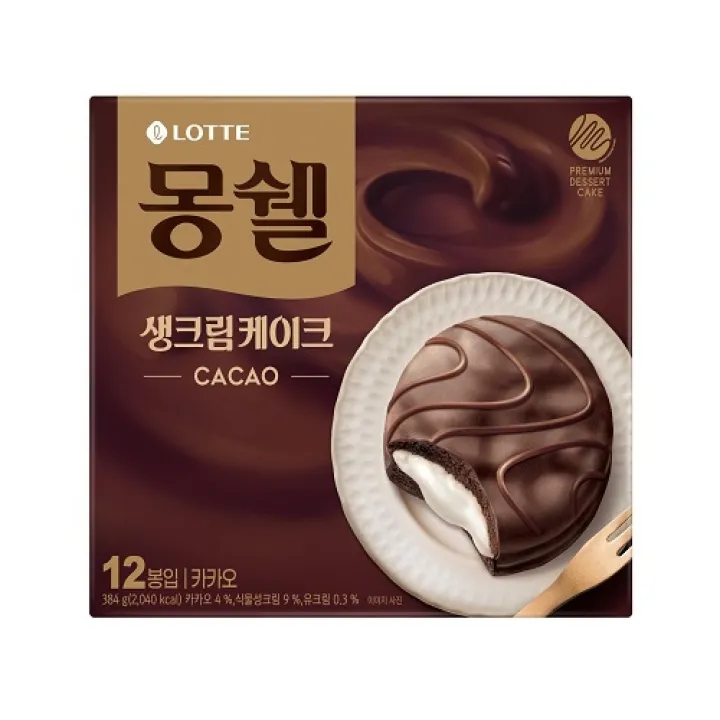 LOTTE
몽쉘
PREMIUM
DESSERT
CAKE
생크림케이크
CACAO
12봉입 | 카카오
384 g(2,040 kcal) 카카오 4 %, 식물성크림 9 %, 유크림 0.3 % 이미지 사진